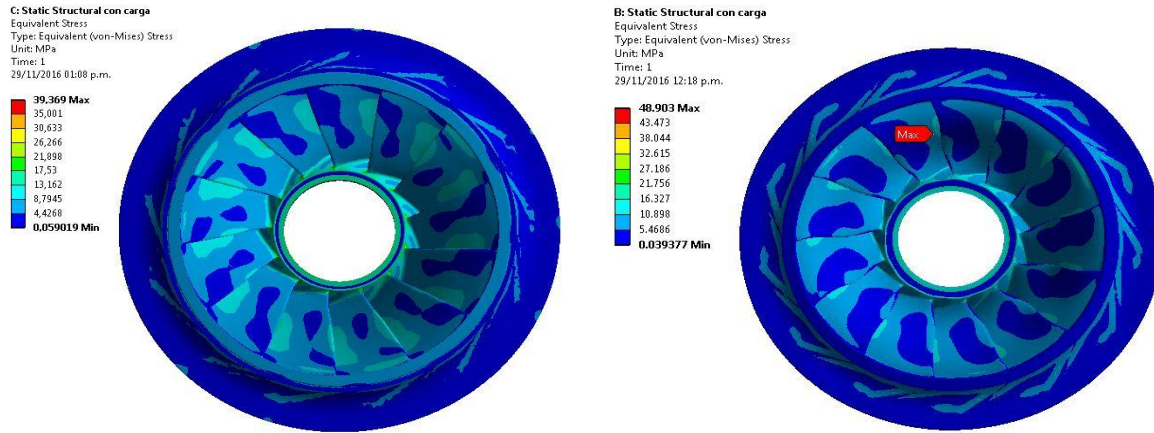 C: Static Structural con carga
Equivalent Stress
Type: Equivalent (von-Mises) Stress
Unit: MPa
Time: 1
29/11/2016 01:08 p.m.
39,369 Max
35,001
30,633
26,266
21,898
17,53
13,162
8,7945
4,4268
0,059019 Min
B: Static Structural con carga
Equivalent Stress
Type: Equivalent (von-Mises) Stress
Unit: MPa
Time: 1
29/11/2016 12:18 p.m.
48.903 Max
43.473
38.044
32.615
27.186
21.756
16.327
10.898
5.4686
0.039377 Min
Max